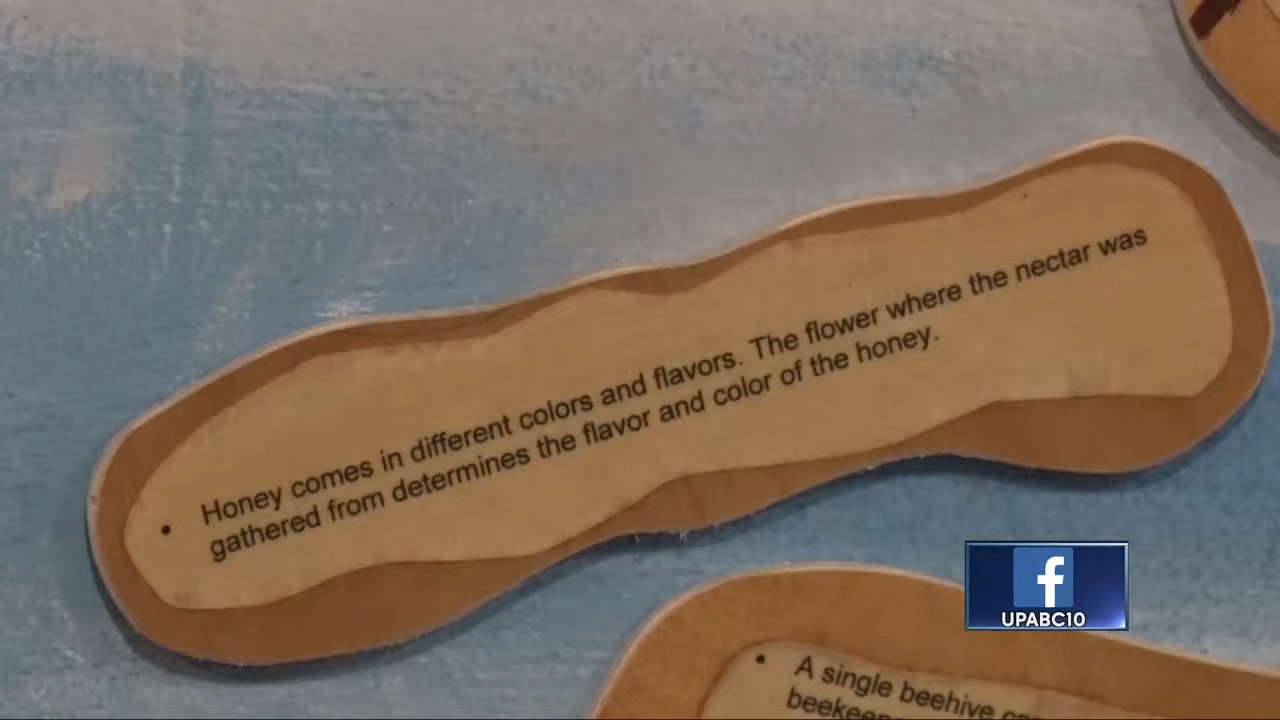 • Honey comes in different colors and flavors. The flower where the nectar was
gathered from determines the flavor and color of the honey.
f
UPABC10
• A single beehive